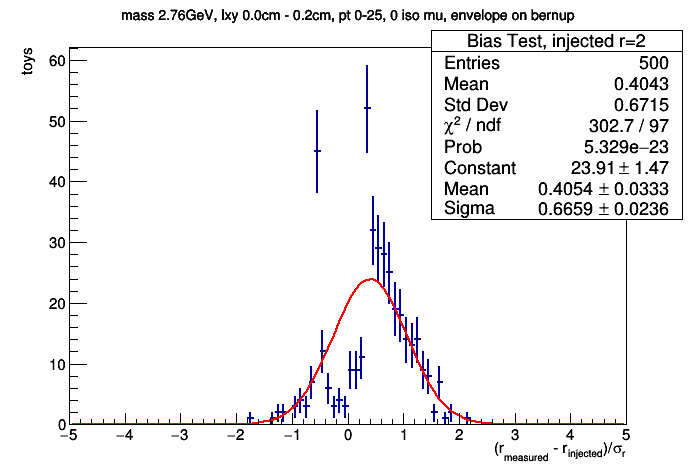 mass 2.76GeV, lxy 0.0cm - 0.2cm, pt 0-25, 0 iso mu, envelope on bernup
toys
Bias Test, injected r=2
Entries 500
Mean 0.4043
Std Dev 0.6715
χ² / ndf 302.7 / 97
Prob 5.329e−23
Constant 23.91 ± 1.47
Mean 0.4054 ± 0.0333
Sigma 0.6659 ± 0.0236
60
50
40
30
20
10
0
−5 −4 −3 −2 −1 0 1 2 3 4 5
(r_measured - r_injected)/σ_r